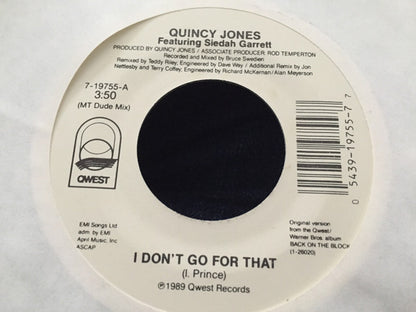 QUINCY JONES
Featuring Siedah Garrett
PRODUCED BY QUINCY JONES / ASSOCIATE PRODUCER: ROD TEMPERTON
Recorded and Mixed by Bruce Swedien
Remixed by Teddy Riley, Engineered by Dave Way / Additional Remix by Jon
Nettlesby and Terry Coffey, Engineered by Richard McKernan / Alan Meyerson
7-19755-A
3:50
(MT Dude Mix)
QWEST
0 5439-19755-7 7
EMI Songs Ltd
adm by EMI
April Music, Inc
ASCAP
Original version
from the Qwest/
Warner Bros. album
BACK ON THE BLOCK
(1-26020)
I DON'T GO FOR THAT
(I. Prince)
℗1989 Qwest Records